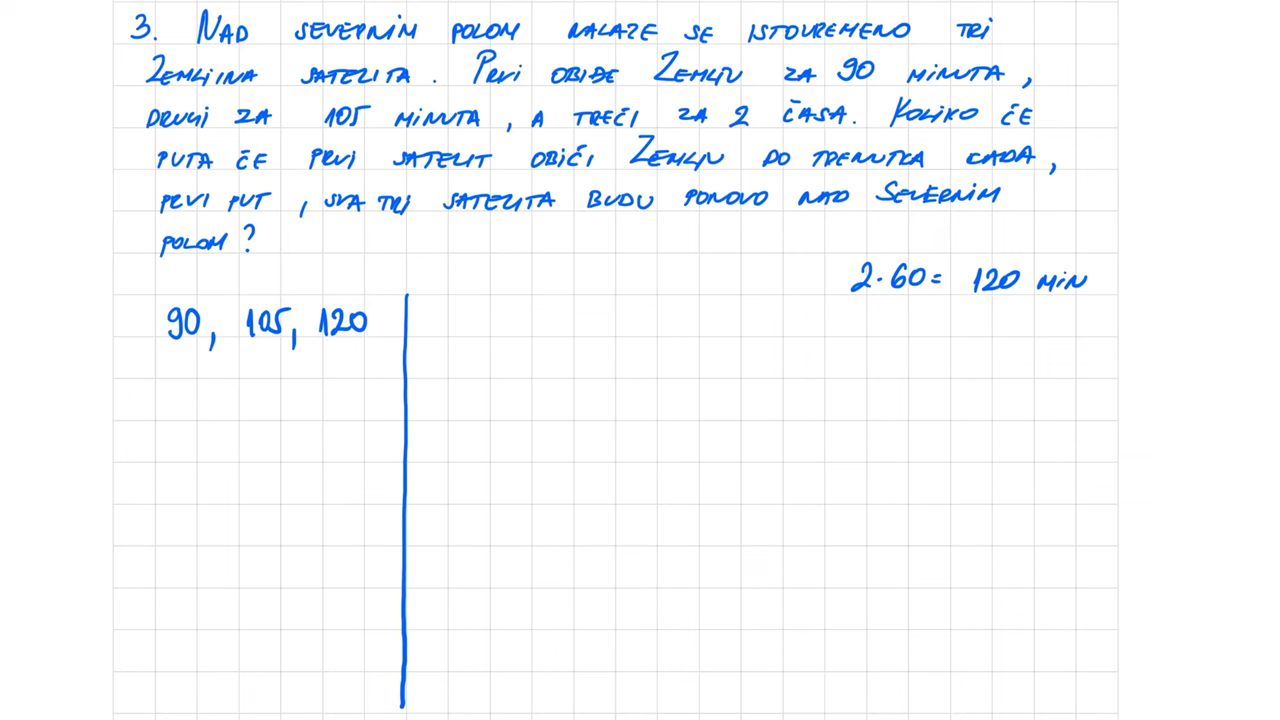 3. NAD SEVERNIM POLOM NALAZE SE ISTOVREMENO TRI
ZEMLJINA SATELITA. PRVI OBIĐE ZEMLJU ZA 90 MINUTA,
DRUGI ZA 105 MINUTA, A TREĆI ZA 2 ČASA. KOLIKO ĆE
PUTA ĆE PRVI SATELIT OBIĆI ZEMLJU DO TRENUTKA KADA,
PRVI PUT, SVA TRI SATELITA BUDU PONOVO NAD SEVERNIM
POLOM?
2·60= 120 MIN
90, 105, 120